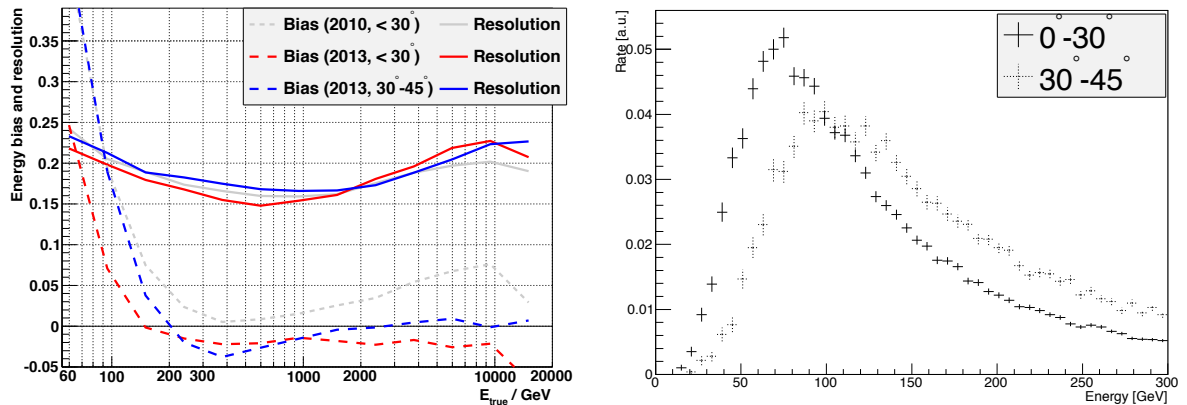 Energy bias and resolution
0.35
0.3
0.25
0.2
0.15
0.1
0.05
0
-0.05
Bias (2010, < 30°) Resolution
Bias (2013, < 30°) Resolution
Bias (2013, 30°-45°) Resolution
60 100 200 300 1000 2000 10000 20000
E_true / GeV
Rate [a.u.]
0.05
0.04
0.03
0.02
0.01
0
0°-30°
30°-45°
0 50 100 150 200 250 300
Energy [GeV]